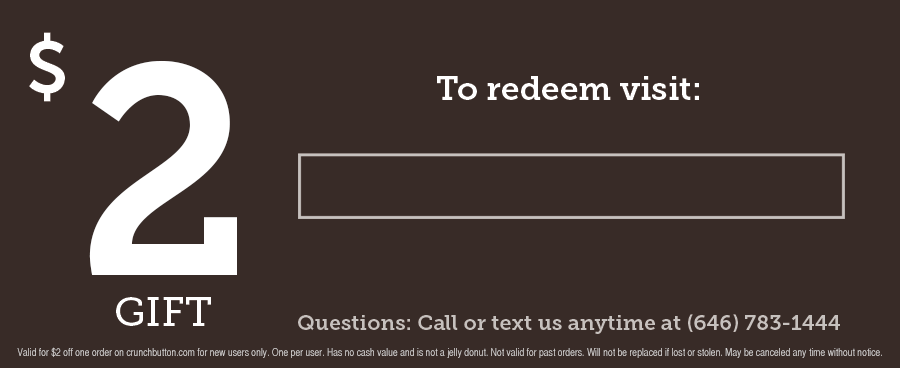 $2
GIFT
To redeem visit:
Questions: Call or text us anytime at (646) 783-1444
Valid for $2 off one order on crunchbutton.com for new users only. One per user. Has no cash value and is not a jelly donut. Not valid for past orders. Will not be replaced if lost or stolen. May be canceled any time without notice.